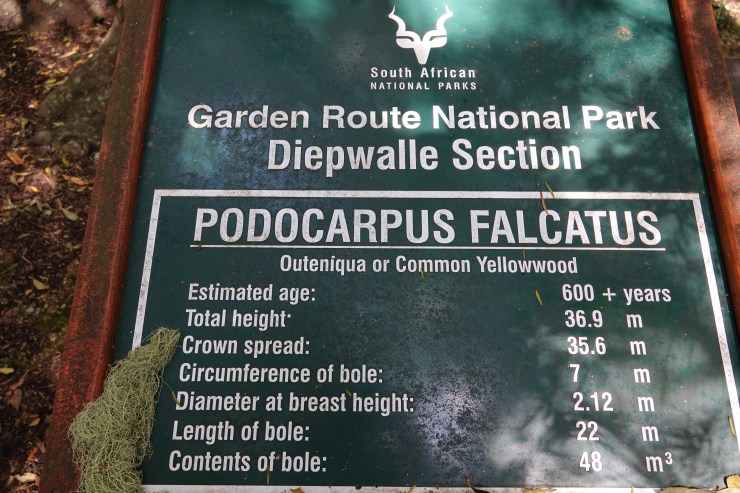 South African
NATIONAL PARKS
Garden Route National Park
Diepwalle Section
PODOCARPUS FALCATUS
Outeniqua or Common Yellowwood
Estimated age: 600 + years
Total height: 36.9 m
Crown spread: 35.6 m
Circumference of bole: 7 m
Diameter at breast height: 2.12 m
Length of bole: 22 m
Contents of bole: 48 m³